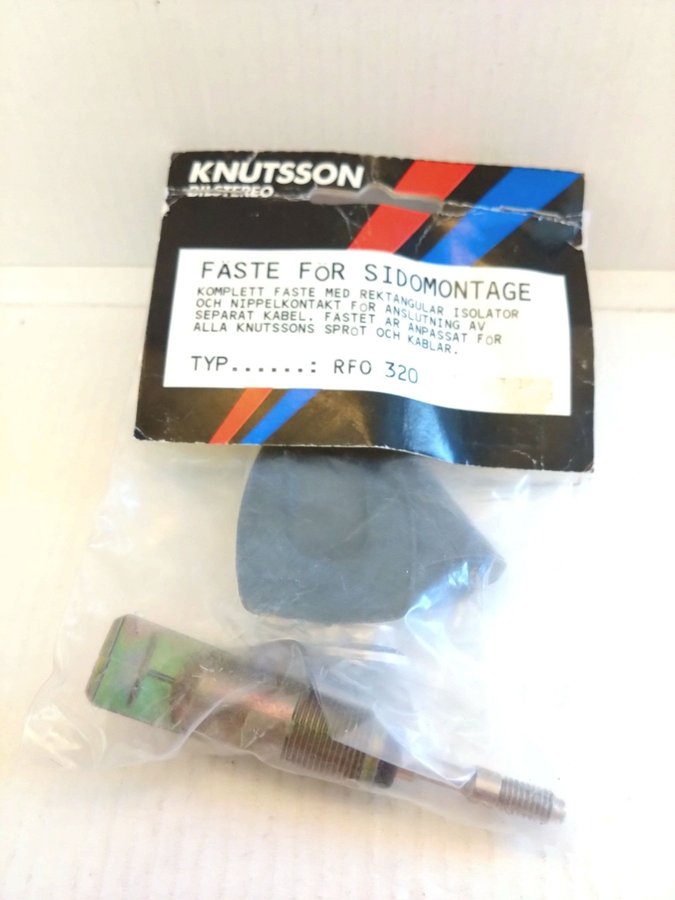 KNUTSSON
BILSTEREO
FÄSTE FÖR SIDOMONTAGE
KOMPLETT FÄSTE MED REKTANGULÄR ISOLATOR
OCH NIPPELKONTAKT FÖR ANSLUTNING AV
SEPARAT KABEL. FÄSTET ÄR ANPASSAT FÖR
ALLA KNUTSSONS SPRÖT OCH KABLAR.
TYP......: RFO 320